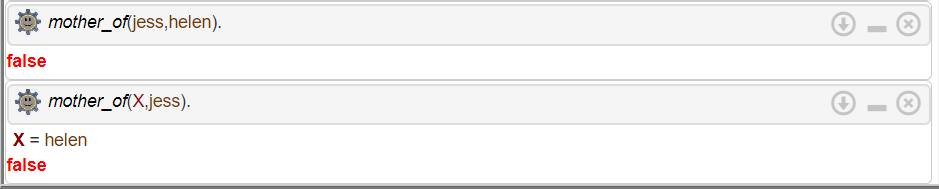 mother_of(jess,helen).
false
mother_of(X,jess).
X = helen
false